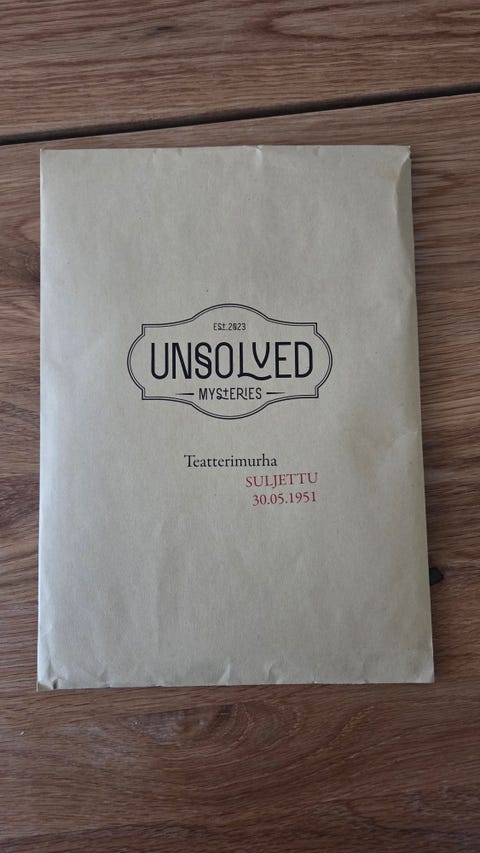 Est.2023
UNSOLVED
MYStERIES
Teatterimurha
SULJETTU
30.05.1951